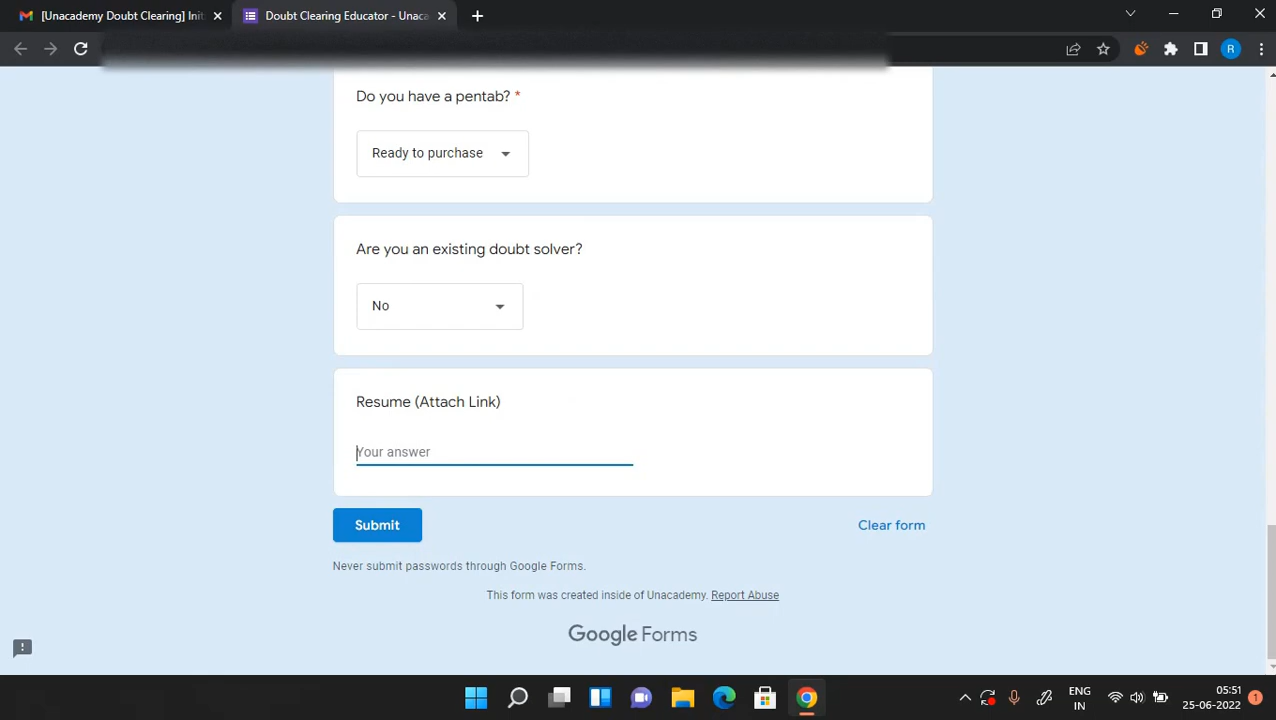 [Unacademy Doubt Clearing] Init
Doubt Clearing Educator - Unaca
R
Do you have a pentab? *
Ready to purchase
Are you an existing doubt solver?
No
Resume (Attach Link)
Your answer
Submit
Clear form
Never submit passwords through Google Forms.
This form was created inside of Unacademy. Report Abuse
Google Forms
ENG
IN
05:51
25-06-2022
1